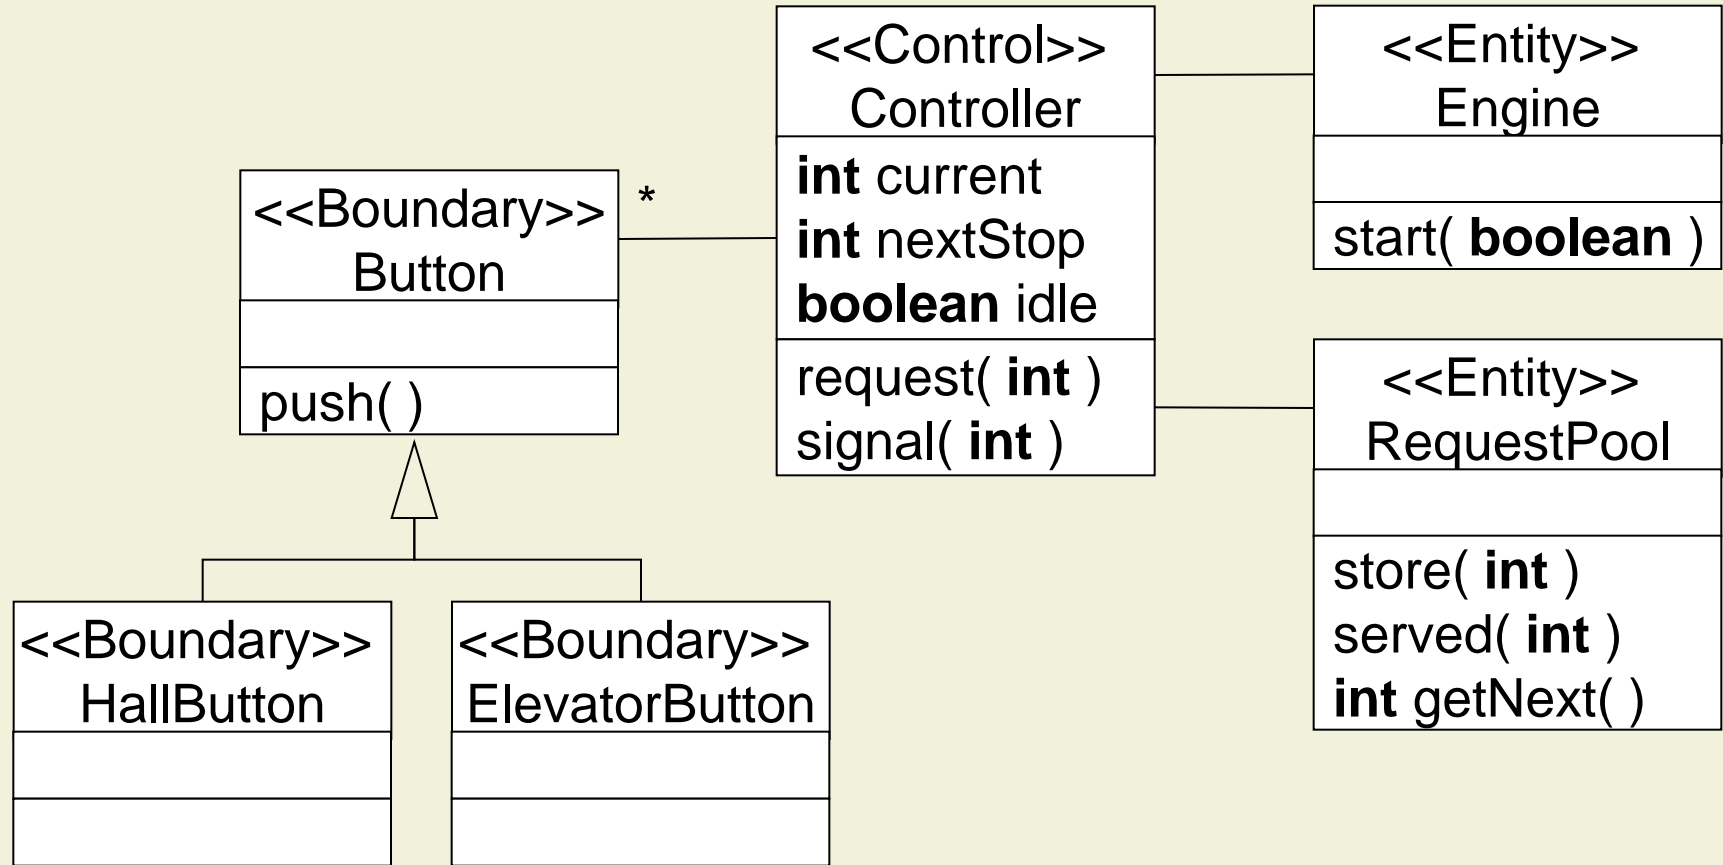 <<Control>>
Controller
int current
int nextStop
boolean idle
request( int )
signal( int )
<<Entity>>
Engine
start( boolean )
<<Boundary>>
Button
push( )
*
<<Entity>>
RequestPool
store( int )
served( int )
int getNext( )
<<Boundary>>
HallButton
<<Boundary>>
ElevatorButton